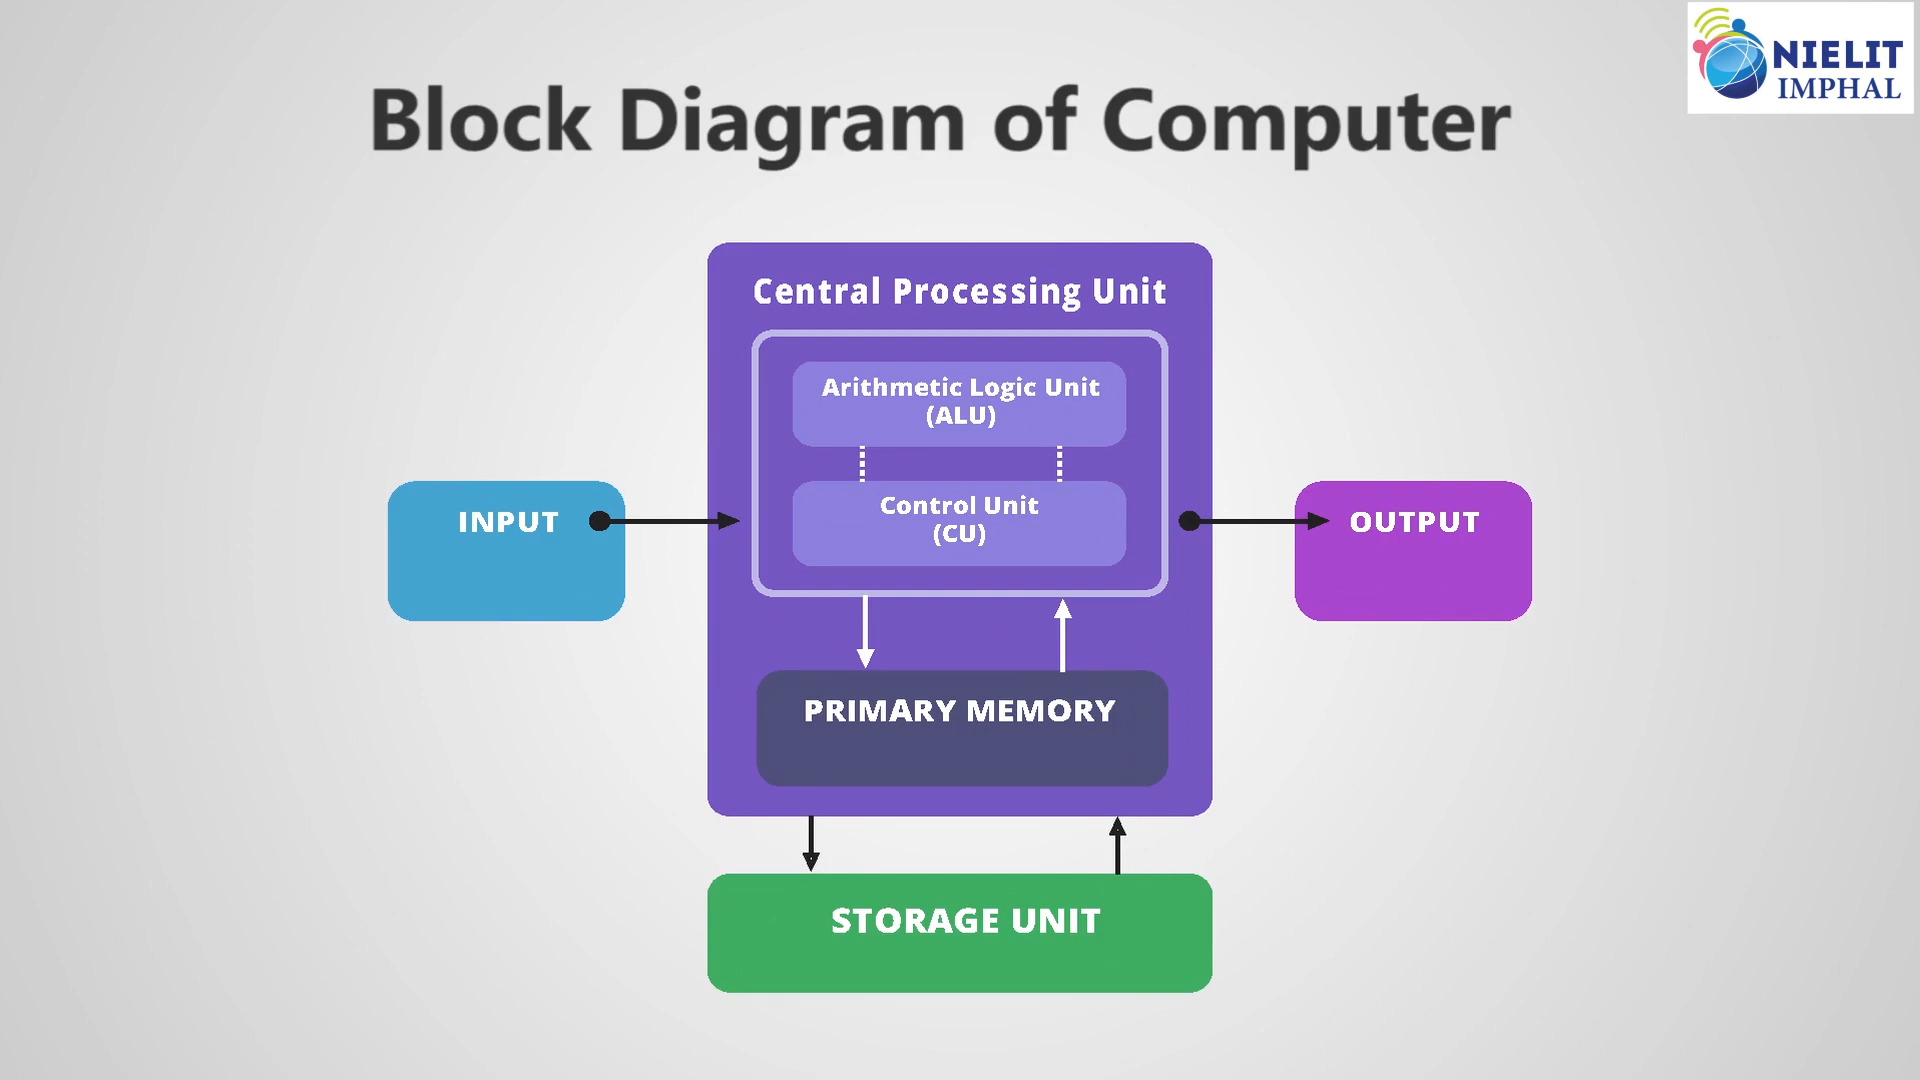 NIELIT
IMPHAL
Block Diagram of Computer
Central Processing Unit
Arithmetic Logic Unit
(ALU)
Control Unit
(CU)
INPUT
OUTPUT
PRIMARY MEMORY
STORAGE UNIT